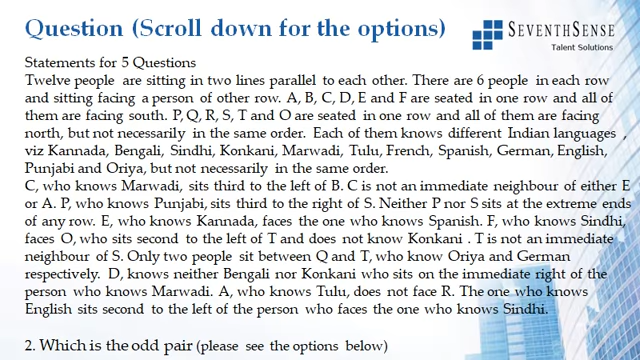 Question (Scroll down for the options)
SEVENTHSENSE
Talent Solutions
Statements for 5 Questions
Twelve people are sitting in two lines parallel to each other. There are 6 people in each row
and sitting facing a person of other row. A, B, C, D, E and F are seated in one row and all of
them are facing south. P, Q, R, S, T and O are seated in one row and all of them are facing
north, but not necessarily in the same order. Each of them knows different Indian languages ,
viz Kannada, Bengali, Sindhi, Konkani, Marwadi, Tulu, French, Spanish, German, English,
Punjabi and Oriya, but not necessarily in the same order.
C, who knows Marwadi, sits third to the left of B. C is not an immediate neighbour of either E
or A. P, who knows Punjabi, sits third to the right of S. Neither P nor S sits at the extreme ends
of any row. E, who knows Kannada, faces the one who knows Spanish. F, who knows Sindhi,
faces O, who sits second to the left of T and does not know Konkani . T is not an immediate
neighbour of S. Only two people sit between Q and T, who know Oriya and German
respectively. D, knows neither Bengali nor Konkani who sits on the immediate right of the
person who knows Marwadi. A, who knows Tulu, does not face R. The one who knows
English sits second to the left of the person who faces the one who knows Sindhi.
2. Which is the odd pair (please see the options below)